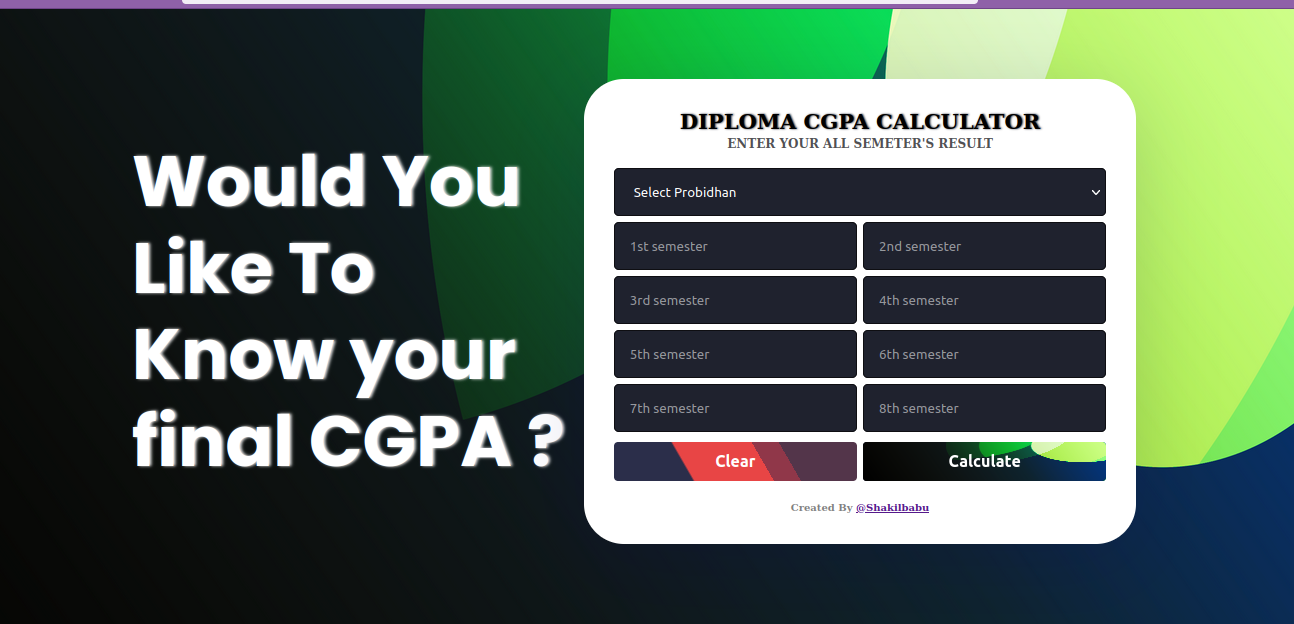 Would You
Like To
Know your
final CGPA ?
DIPLOMA CGPA CALCULATOR
ENTER YOUR ALL SEMETER'S RESULT
Select Probidhan
1st semester
2nd semester
3rd semester
4th semester
5th semester
6th semester
7th semester
8th semester
Clear
Calculate
Created By @Shakilbabu